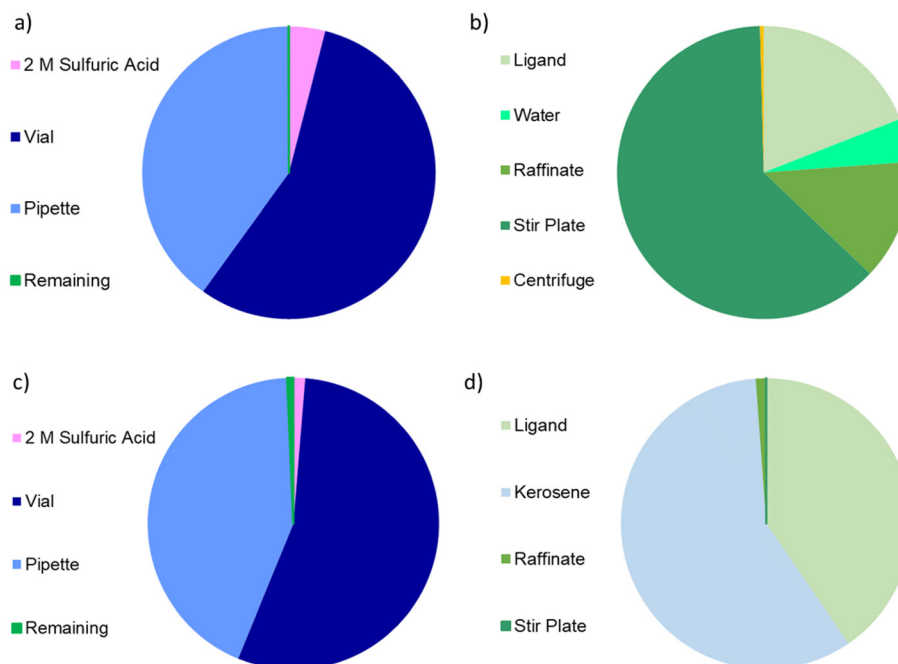 a)
2 M Sulfuric Acid
Vial
Pipette
Remaining
b)
Ligand
Water
Raffinate
Stir Plate
Centrifuge
c)
2 M Sulfuric Acid
Vial
Pipette
Remaining
d)
Ligand
Kerosene
Raffinate
Stir Plate